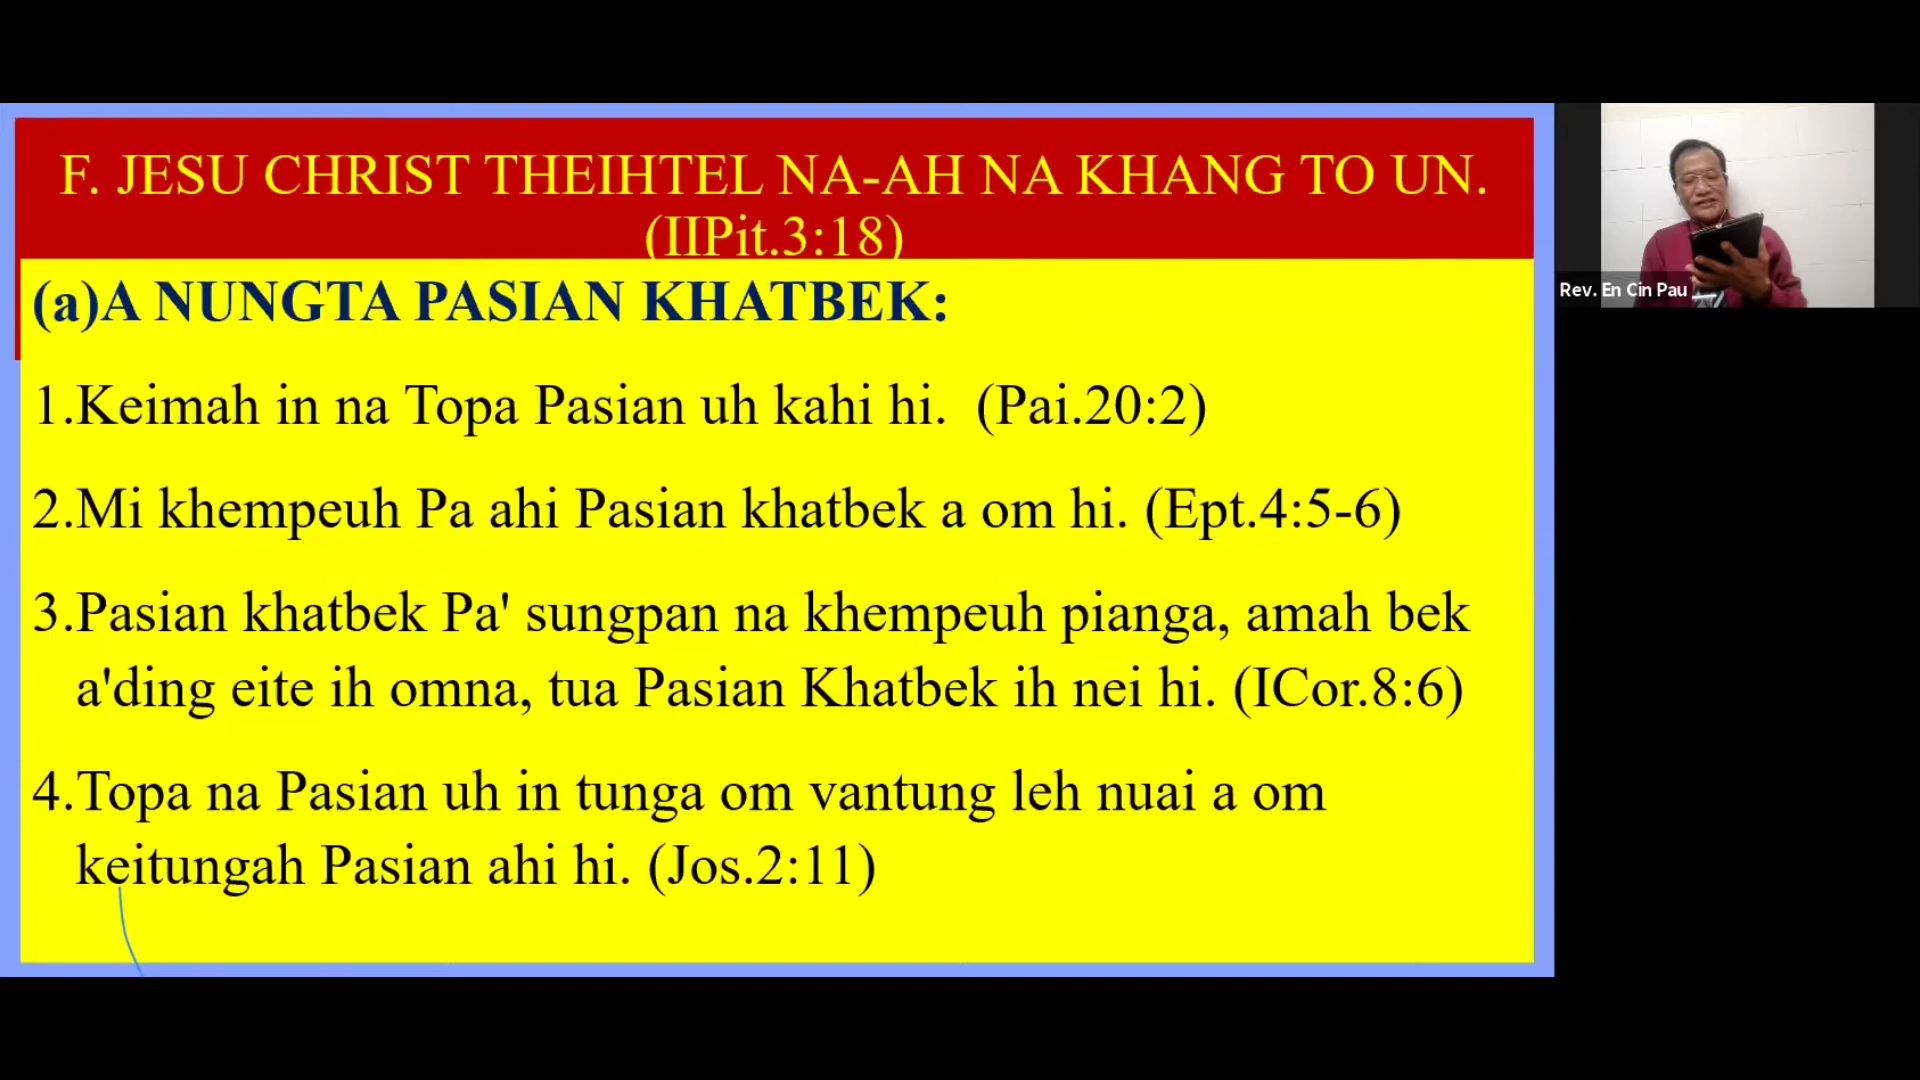 F. JESU CHRIST THEIHTEL NA-AH NA KHANG TO UN.
(IIPit.3:18)
(a)A NUNGTA PASIAN KHATBEK:
1.Keimah in na Topa Pasian uh kahi hi. (Pai.20:2)
2.Mi khempeuh Pa ahi Pasian khatbek a om hi. (Ept.4:5-6)
3.Pasian khatbek Pa' sungpan na khempeuh pianga, amah bek
a'ding eite ih omna, tua Pasian Khatbek ih nei hi. (ICor.8:6)
4.Topa na Pasian uh in tunga om vantung leh nuai a om
keitungah Pasian ahi hi. (Jos.2:11)
Rev. En Cin Pau